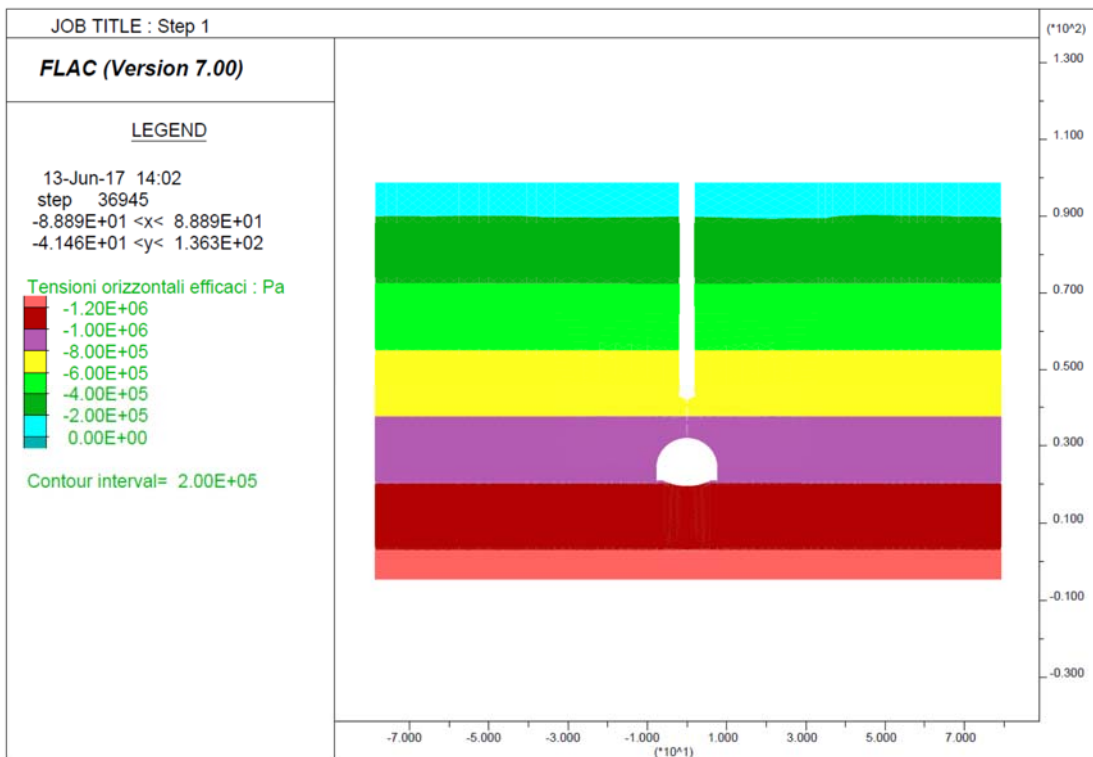 JOB TITLE : Step 1
FLAC (Version 7.00)
LEGEND
13-Jun-17 14:02
step 36945
-8.889E+01 <x< 8.889E+01
-4.146E+01 <y< 1.363E+02
Tensioni orizzontali efficaci : Pa
-1.20E+06
-1.00E+06
-8.00E+05
-6.00E+05
-4.00E+05
-2.00E+05
0.00E+00
Contour interval= 2.00E+05
(*10^2)
1.300
1.100
0.900
0.700
0.500
0.300
0.100
-0.100
-0.300
-7.000 -5.000 -3.000 -1.000 1.000 3.000 5.000 7.000
(*10^1)